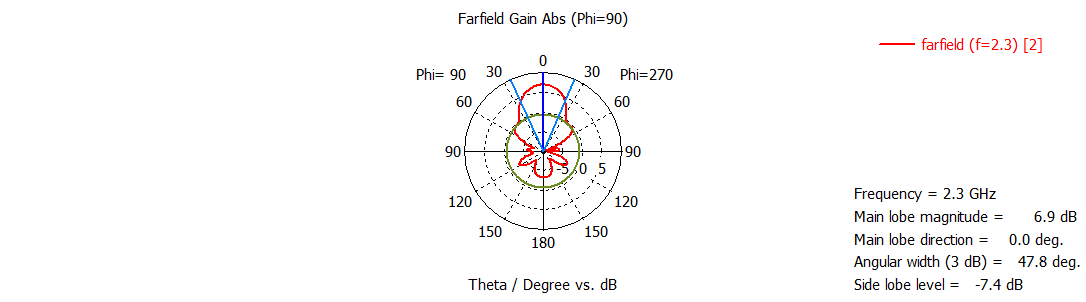 Farfield Gain Abs (Phi=90)
farfield (f=2.3) [2]
0
Phi= 90 30 30 Phi=270
60 60
90 -5 0 5 90
120 120
150 150
180
Frequency = 2.3 GHz
Main lobe magnitude = 6.9 dB
Main lobe direction = 0.0 deg.
Angular width (3 dB) = 47.8 deg.
Side lobe level = -7.4 dB
Theta / Degree vs. dB